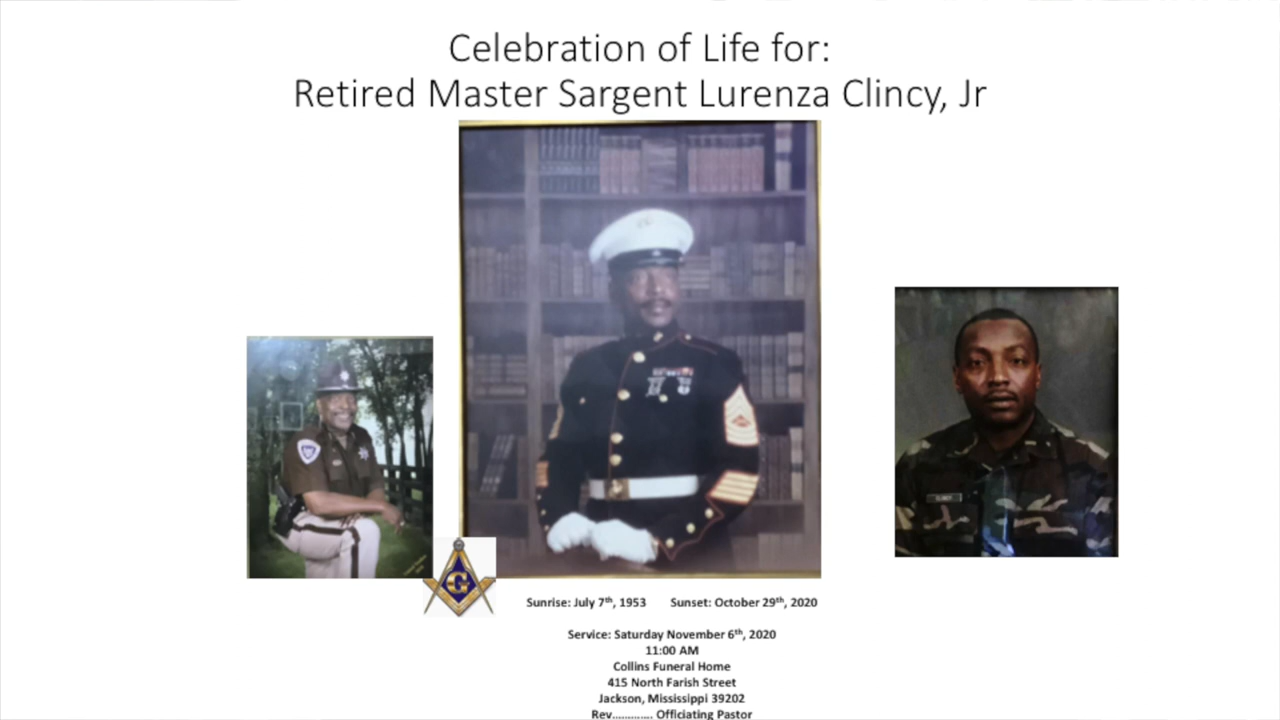 Celebration of Life for:
Retired Master Sargent Lurenza Clincy, Jr
CLINCY
G
Sunrise: July 7th, 1953 Sunset: October 29th, 2020
Service: Saturday November 6th, 2020
11:00 AM
Collins Funeral Home
415 North Farish Street
Jackson, Mississippi 39202
Rev............. Officiating Pastor